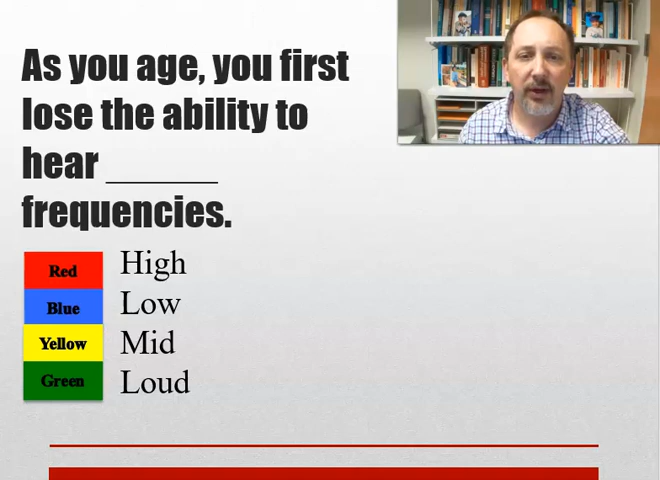 As you age, you first
lose the ability to
hear ______
frequencies.
Red High
Blue Low
Yellow Mid
Green Loud